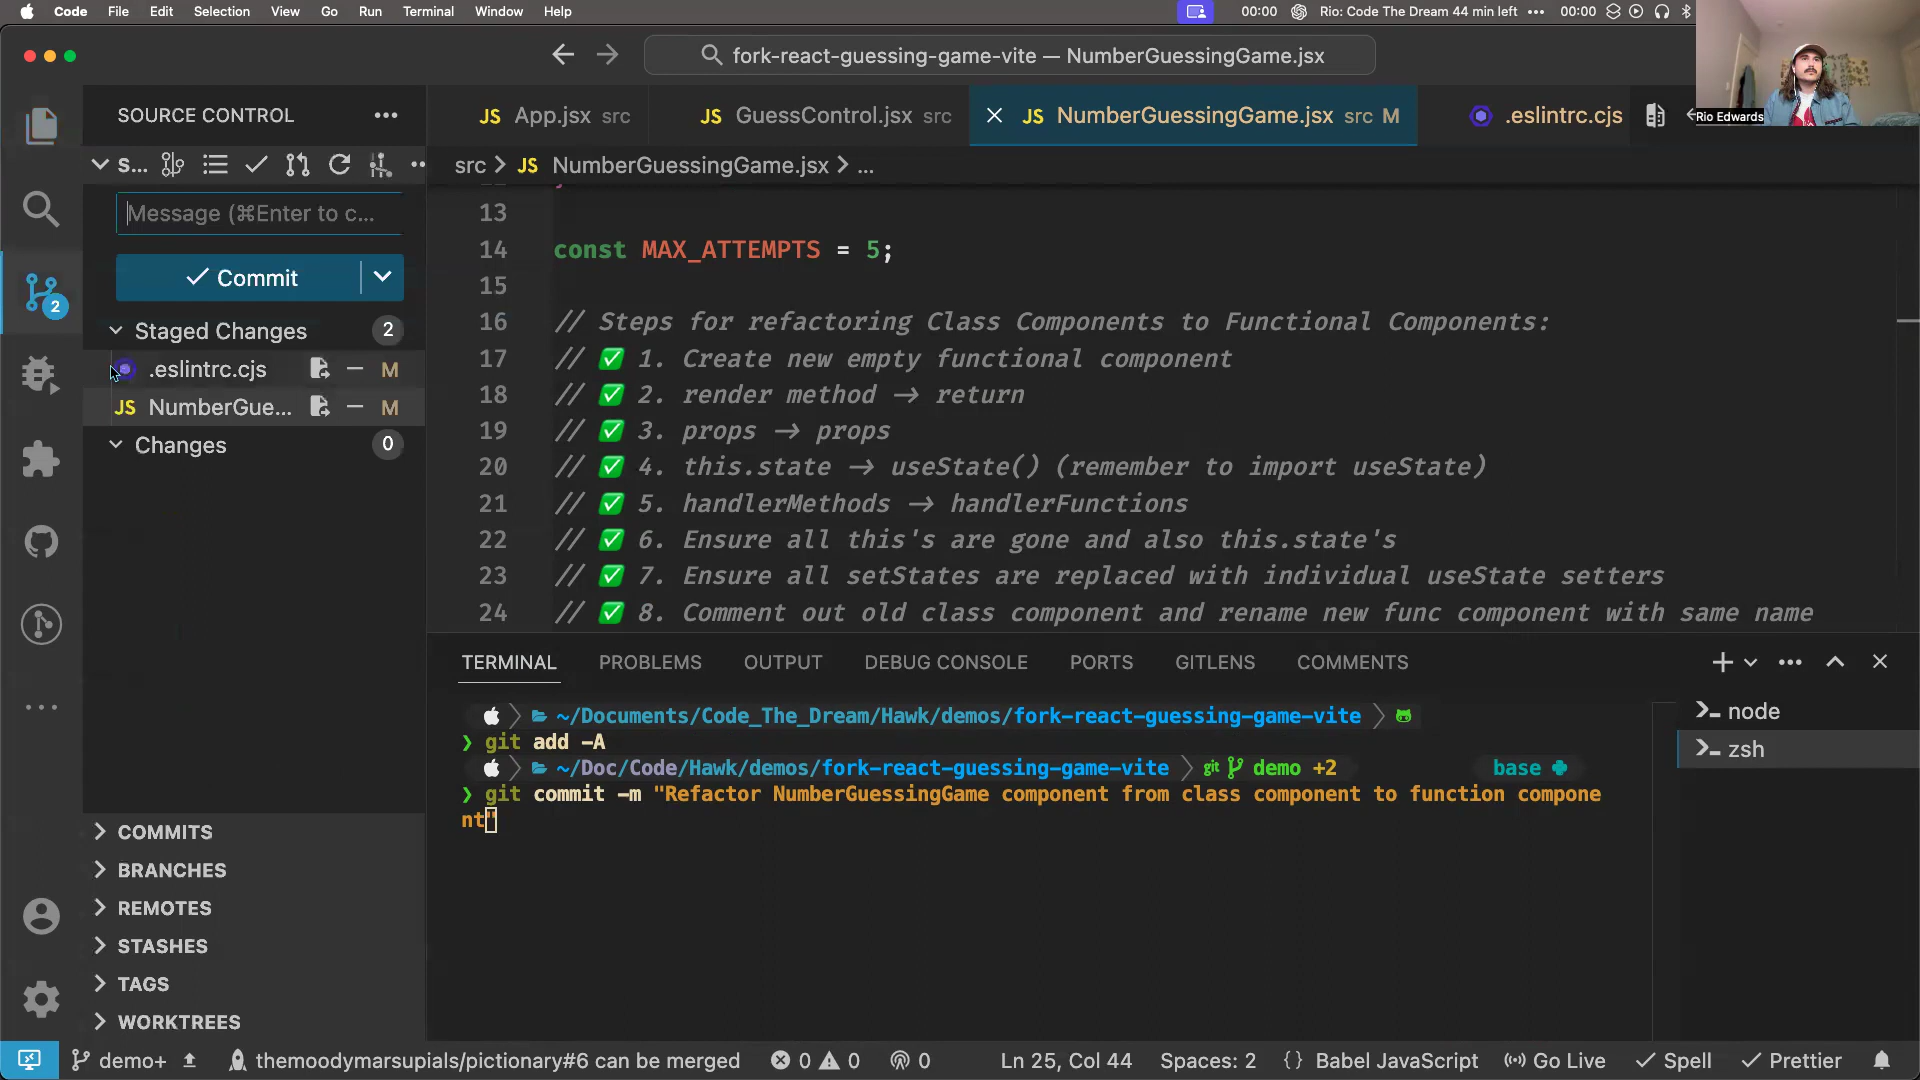 Code File Edit Selection View Go Run Terminal Window Help 00:00 Rio: Code The Dream 44 min left ••• 00:00
fork-react-guessing-game-vite — NumberGuessingGame.jsx
Rio Edwards
SOURCE CONTROL
JS App.jsx src
JS GuessControl.jsx src
JS NumberGuessingGame.jsx src M
.eslintrc.cjs
S...
src > JS NumberGuessingGame.jsx > ...
Message (⌘Enter to c...
Commit
Staged Changes 2
.eslintrc.cjs M
JS NumberGue... M
Changes 0
2
13
14 const MAX_ATTEMPTS = 5;
15
16 // Steps for refactoring Class Components to Functional Components:
17 // ✅ 1. Create new empty functional component
18 // ✅ 2. render method → return
19 // ✅ 3. props → props
20 // ✅ 4. this.state → useState() (remember to import useState)
21 // ✅ 5. handlerMethods → handlerFunctions
22 // ✅ 6. Ensure all this's are gone and also this.state's
23 // ✅ 7. Ensure all setStates are replaced with individual useState setters
24 // ✅ 8. Comment out old class component and rename new func component with same name
TERMINAL PROBLEMS OUTPUT DEBUG CONSOLE PORTS GITLENS COMMENTS
~/Documents/Code_The_Dream/Hawk/demos/fork-react-guessing-game-vite
❯ git add -A
~/Doc/Code/Hawk/demos/fork-react-guessing-game-vite git demo +2 base
❯ git commit -m "Refactor NumberGuessingGame component from class component to function compone
nt"
node
zsh
COMMITS
BRANCHES
REMOTES
STASHES
TAGS
WORKTREES
demo+ themoodymarsupials/pictionary#6 can be merged 0 0 0 Ln 25, Col 44 Spaces: 2 {} Babel JavaScript Go Live Spell Prettier